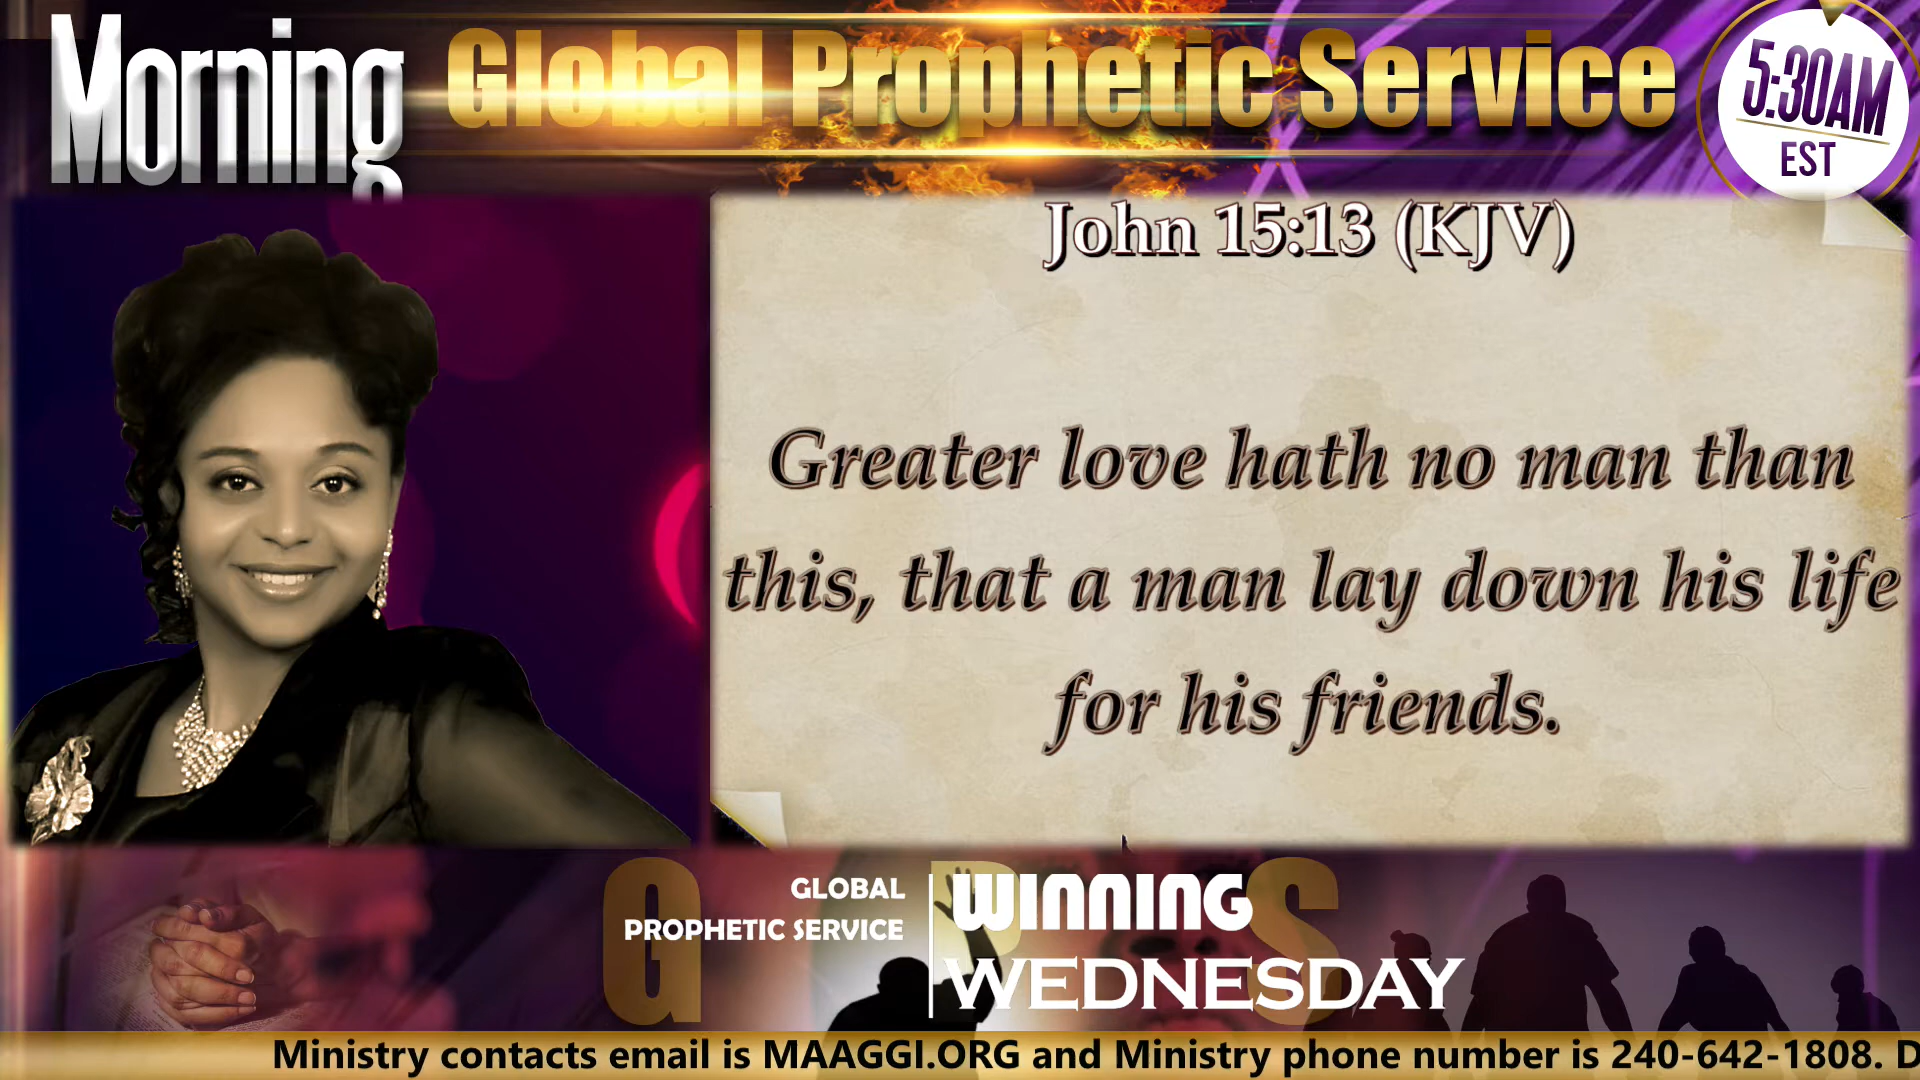 Morning
Global Prophetic Service
5:30AM
EST
John 15:13 (KJV)
Greater love hath no man than
this, that a man lay down his life
for his friends.
G P S
GLOBAL
PROPHETIC SERVICE
WINNING
WEDNESDAY
Ministry contacts email is MAAGGI.ORG and Ministry phone number is 240-642-1808. D